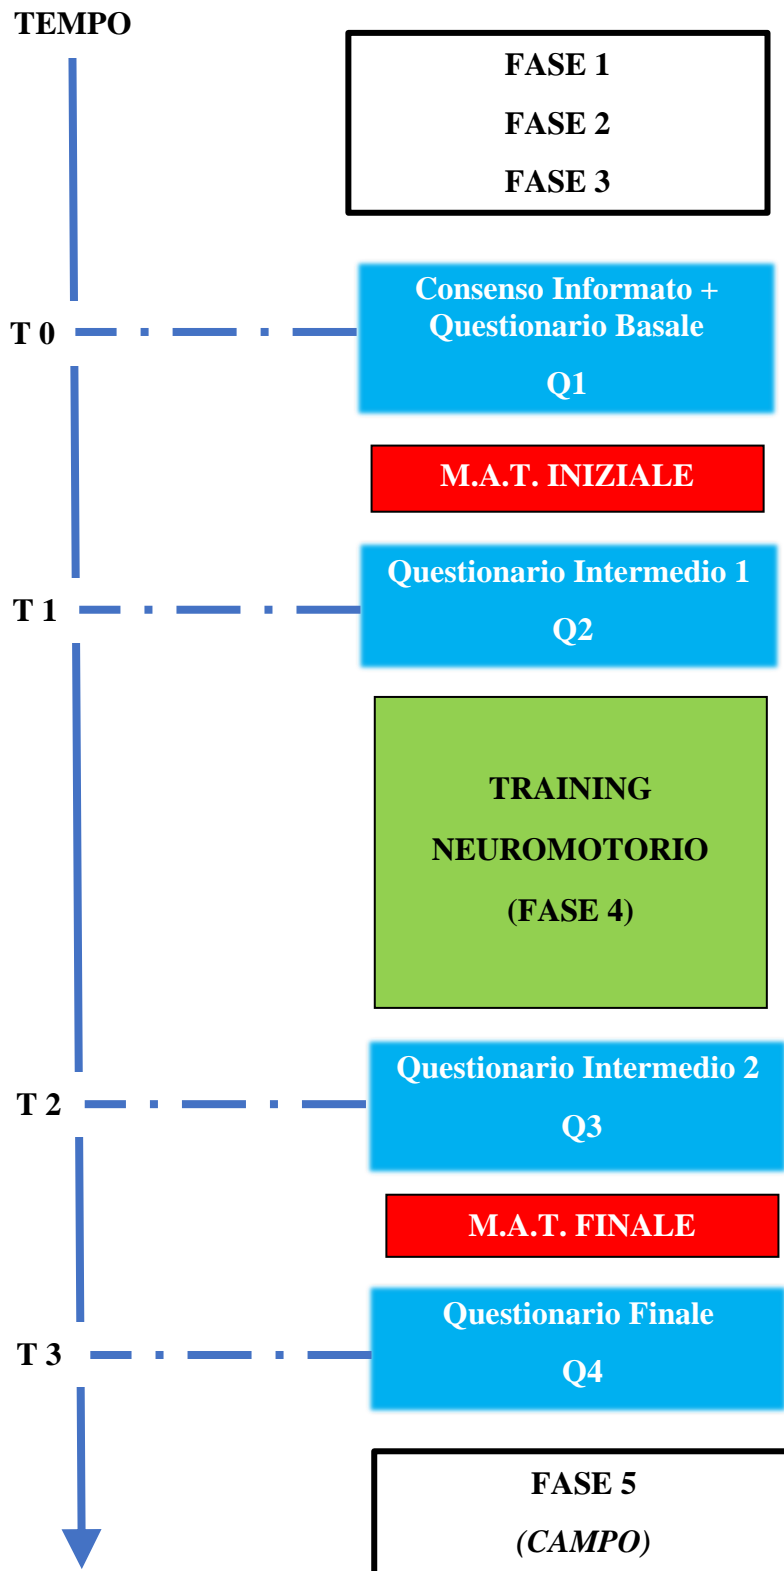 TEMPO
FASE 1
FASE 2
FASE 3
T 0
Consenso Informato +
Questionario Basale
Q1
M.A.T. INIZIALE
T 1
Questionario Intermedio 1
Q2
TRAINING
NEUROMOTORIO
(FASE 4)
T 2
Questionario Intermedio 2
Q3
M.A.T. FINALE
T 3
Questionario Finale
Q4
FASE 5
(CAMPO)